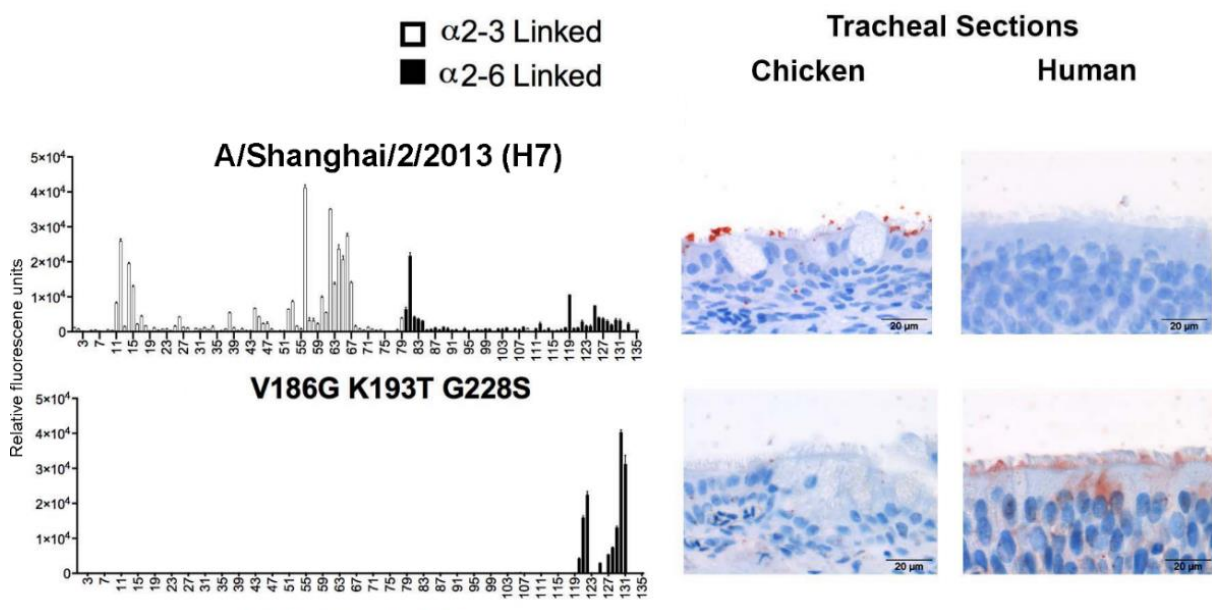 α2-3 Linked
α2-6 Linked
Tracheal Sections
Chicken Human
A/Shanghai/2/2013 (H7)
Relative fluorescene units
5×10⁴
4×10⁴
3×10⁴
2×10⁴
1×10⁴
0
3 7 11 15 19 23 27 31 35 39 43 47 51 55 59 63 67 71 75 79 83 87 91 95 99 103 107 111 115 119 123 127 131 135
20 µm
20 µm
V186G K193T G228S
5×10⁴
4×10⁴
3×10⁴
2×10⁴
1×10⁴
0
3 7 11 15 19 23 27 31 35 39 43 47 51 55 59 63 67 71 75 79 83 87 91 95 99 103 107 111 115 119 123 127 131 135
20 µm
20 µm